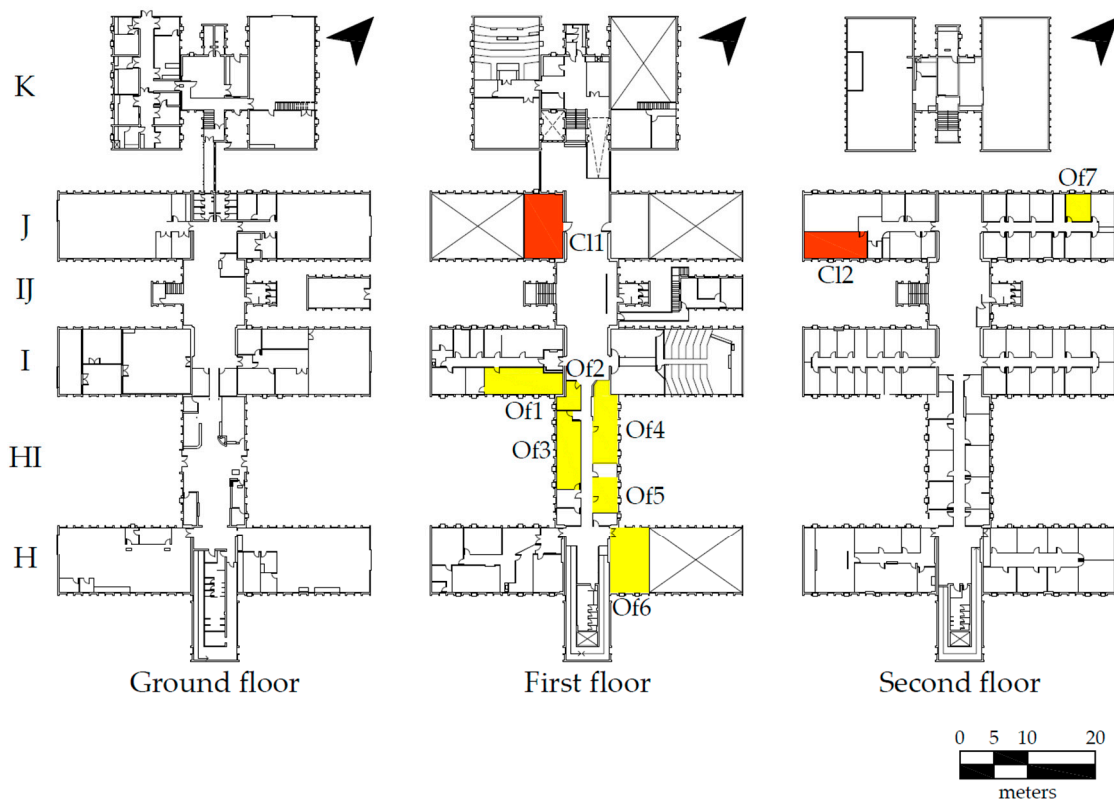 K
J
IJ
I
HI
H
Of7
Cl1
Cl2
Of2
Of1
Of3
Of4
Of5
Of6
Ground floor
First floor
Second floor
0 5 10 20
meters